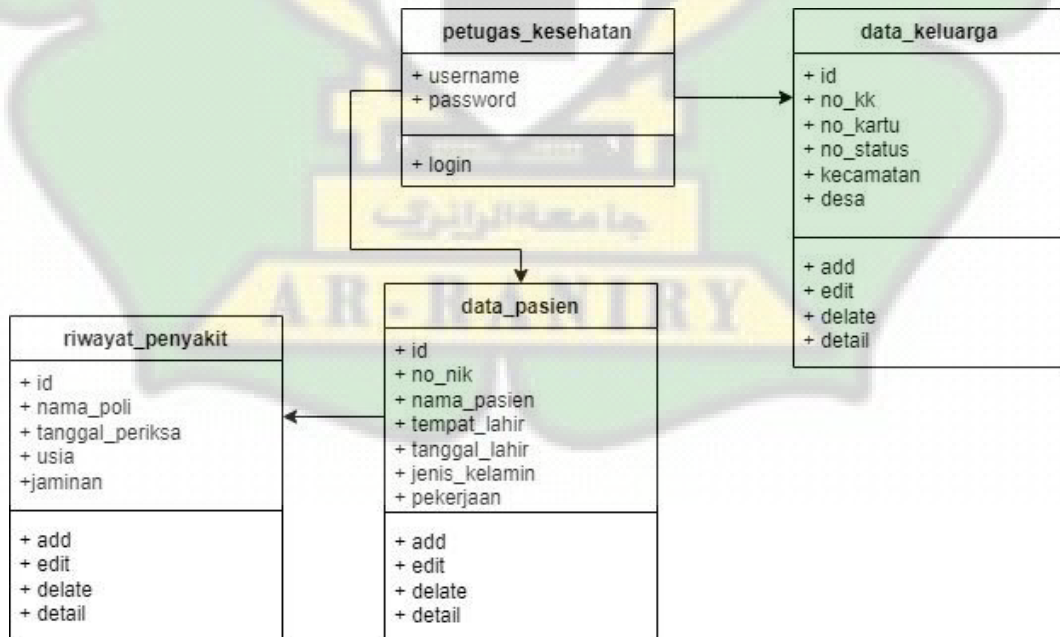 petugas_kesehatan
+ username
+ password
+ login
data_keluarga
+ id
+ no_kk
+ no_kartu
+ no_status
+ kecamatan
+ desa
+ add
+ edit
+ delate
+ detail
جامعة الرانيري
AR-RANIRY
data_pasien
+ id
+ no_nik
+ nama_pasien
+ tempat_lahir
+ tanggal_lahir
+ jenis_kelamin
+ pekerjaan
+ add
+ edit
+ delate
+ detail
riwayat_penyakit
+ id
+ nama_poli
+ tanggal_periksa
+ usia
+jaminan
+ add
+ edit
+ delate
+ detail